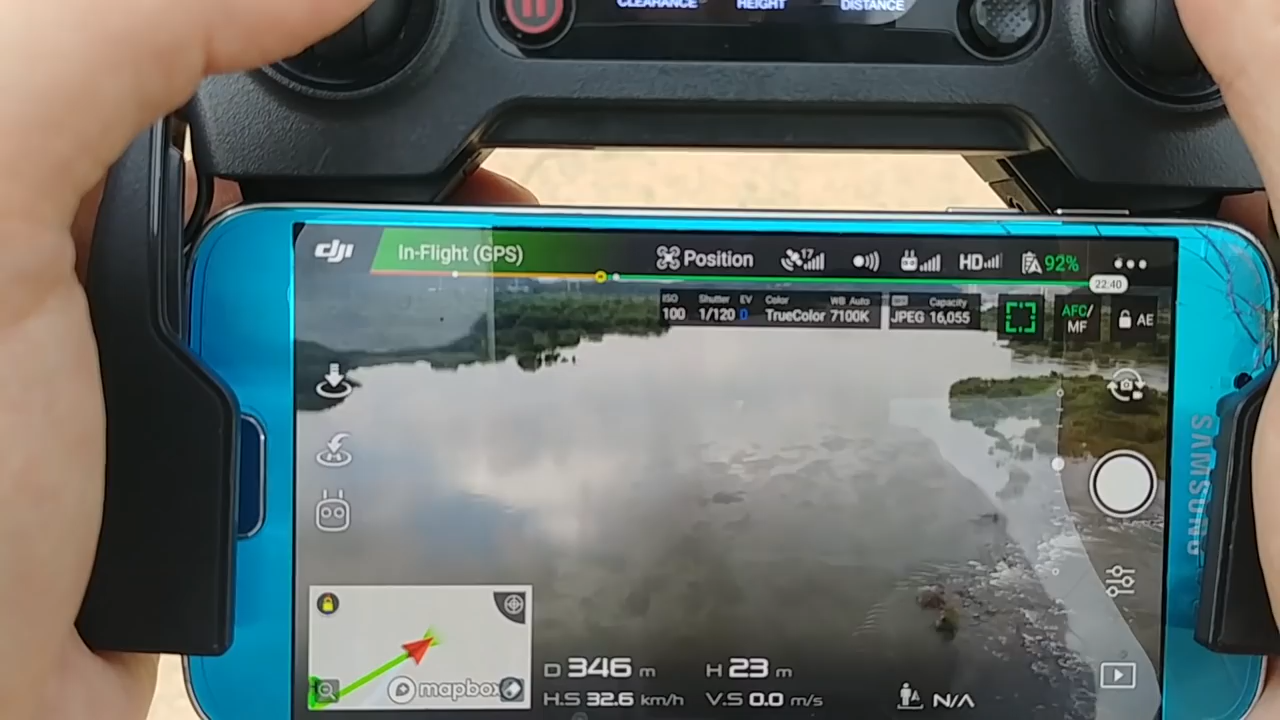 CLEARANCE HEIGHT DISTANCE
dji In-Flight (GPS) Position 17 HD 92%
22:40
ISO Shutter EV Color WB Auto Capacity
100 1/120 0 TrueColor 7100K JPEG 16,055
AFC/ MF AE
SAMSUNG
mapbox
D 346 m H 23 m
H.S 32.6 km/h V.S 0.0 m/s N/A